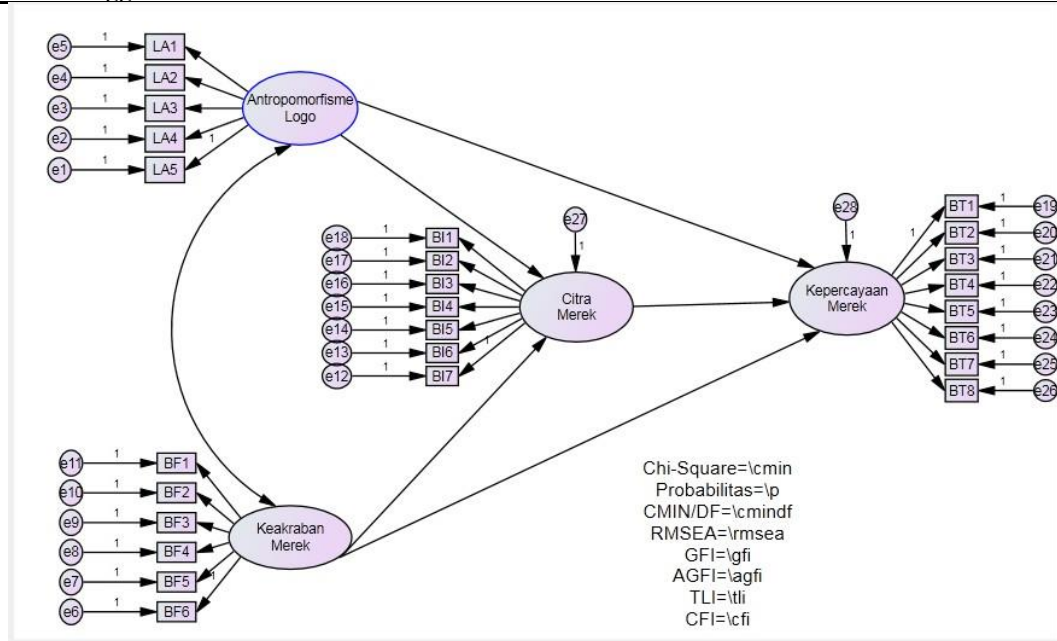 e5
1
LA1
e4
1
LA2
e3
1
LA3
e2
1
LA4
1
e1
1
LA5
Antropomorfisme
Logo
e18
1
BI1
e17
1
BI2
e16
1
BI3
e15
1
BI4
e14
1
BI5
e13
1
BI6
1
e12
1
BI7
e27
1
Citra
Merek
e28
1
Kepercayaan
Merek
1
BT1
1
e19
BT2
1
e20
BT3
1
e21
BT4
1
e22
BT5
1
e23
BT6
1
e24
BT7
1
e25
BT8
1
e26
e11
1
BF1
e10
1
BF2
e9
1
BF3
e8
1
BF4
e7
1
BF5
1
e6
1
BF6
Keakraban
Merek
Chi-Square=\cmin
Probabilitas=\p
CMIN/DF=\cmindf
RMSEA=\rmsea
GFI=\gfi
AGFI=\agfi
TLI=\tli
CFI=\cfi